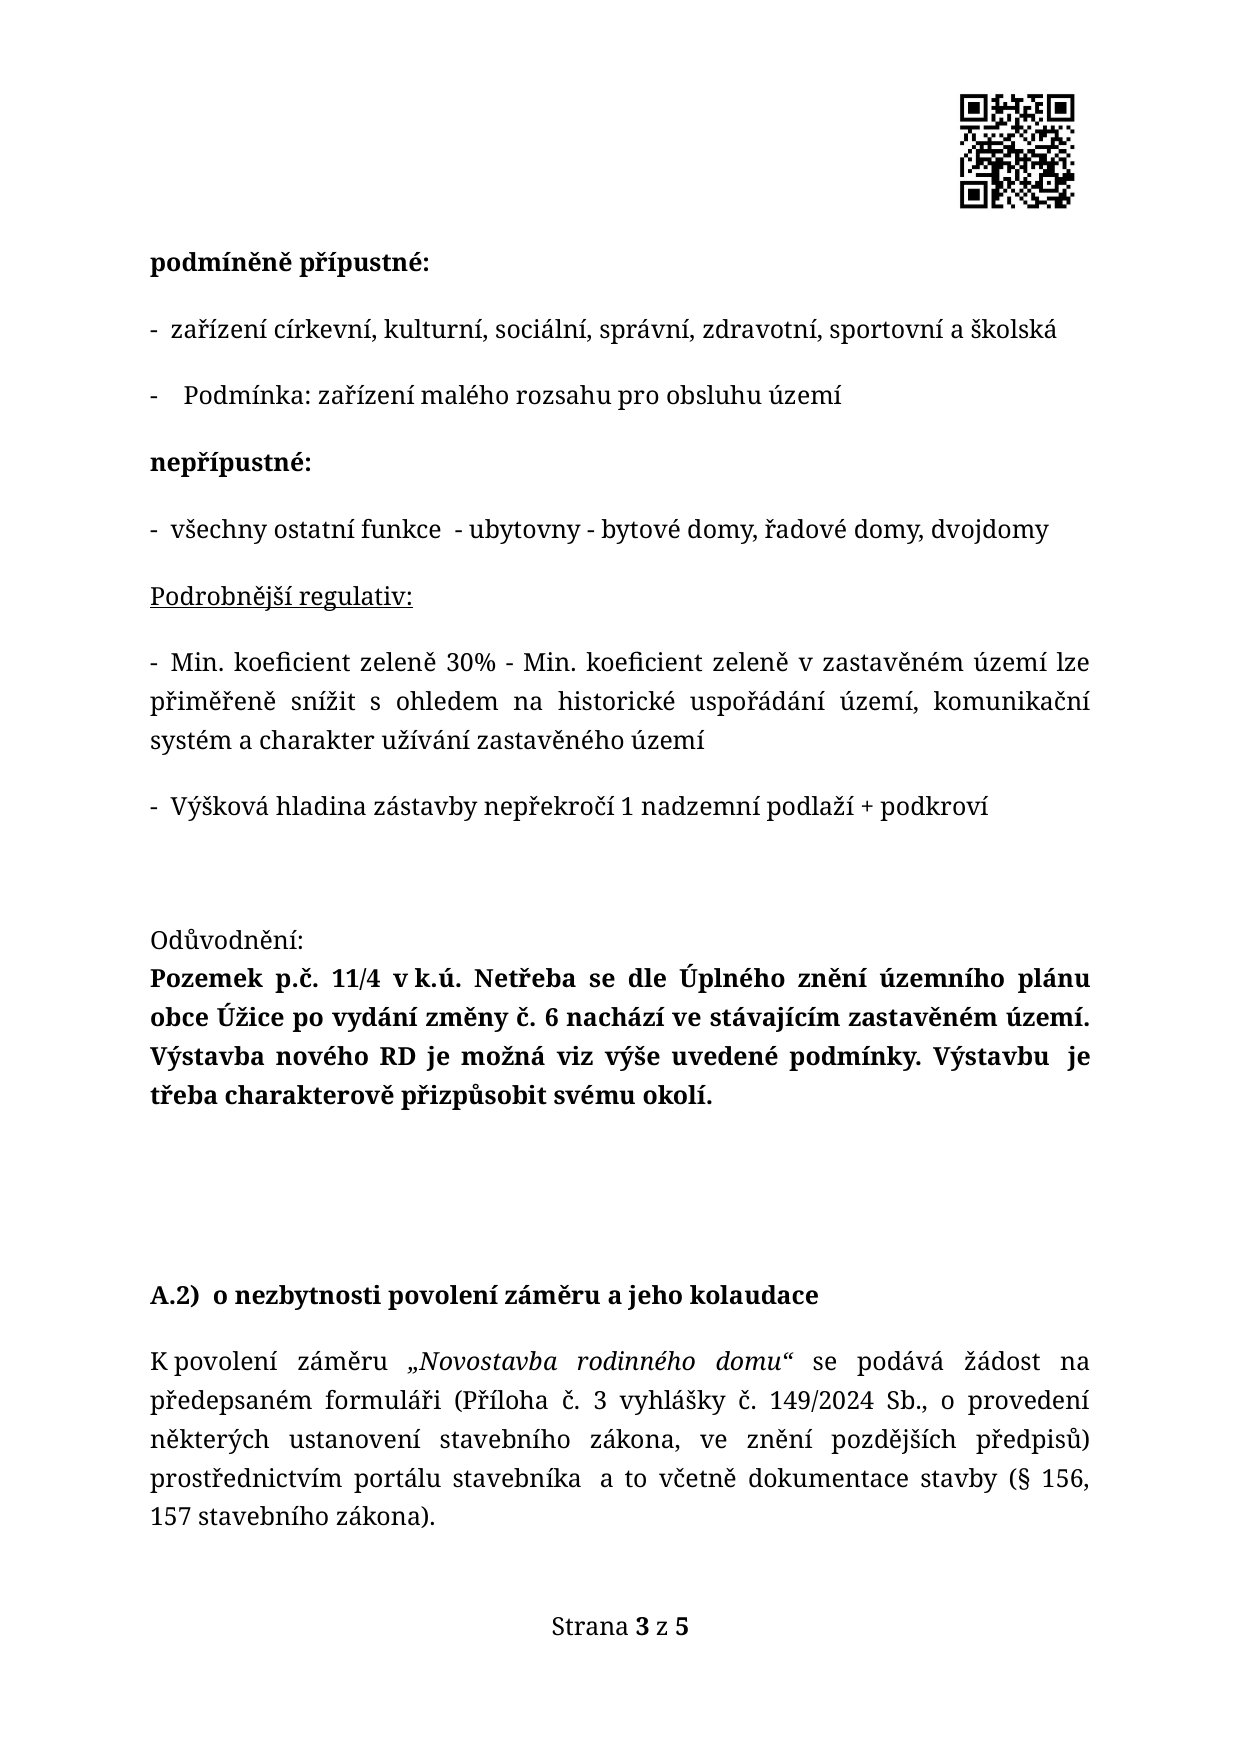 podmíněně přípustné:
- zařízení církevní, kulturní, sociální, správní, zdravotní, sportovní a školská
- Podmínka: zařízení malého rozsahu pro obsluhu území
nepřípustné:
- všechny ostatní funkce - ubytovny - bytové domy, řadové domy, dvojdomy
Podrobnější regulativ:
- Min. koeficient zeleně 30% - Min. koeficient zeleně v zastavěném území lze
přiměřeně snížit s ohledem na historické uspořádání území, komunikační
systém a charakter užívání zastavěného území
- Výšková hladina zástavby nepřekročí 1 nadzemní podlaží + podkroví
Odůvodnění:
Pozemek p.č. 11/4 v k.ú. Netřeba se dle Úplného znění územního plánu
obce Úžice po vydání změny č. 6 nachází ve stávajícím zastavěném území.
Výstavba nového RD je možná viz výše uvedené podmínky. Výstavbu je
třeba charakterově přizpůsobit svému okolí.
A.2) o nezbytnosti povolení záměru a jeho kolaudace
K povolení záměru „Novostavba rodinného domu“ se podává žádost na
předepsaném formuláři (Příloha č. 3 vyhlášky č. 149/2024 Sb., o provedení
některých ustanovení stavebního zákona, ve znění pozdějších předpisů)
prostřednictvím portálu stavebníka a to včetně dokumentace stavby (§ 156,
157 stavebního zákona).
Strana 3 z 5